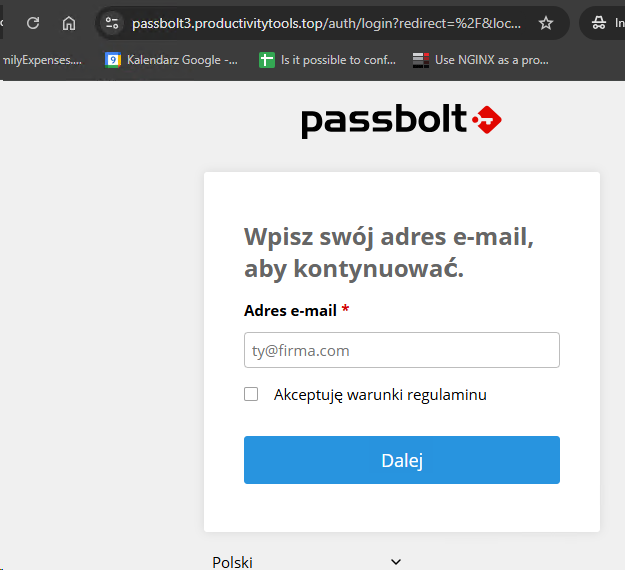 passbolt3.productivitytools.top/auth/login?redirect=%2F&loc...
In
milyExpenses.... Kalendarz Google -... Is it possible to conf... Use NGINX as a pro...
passbolt
Wpisz swój adres e-mail,
aby kontynuować.
Adres e-mail *
ty@firma.com
Akceptuję warunki regulaminu
Dalej
Polski